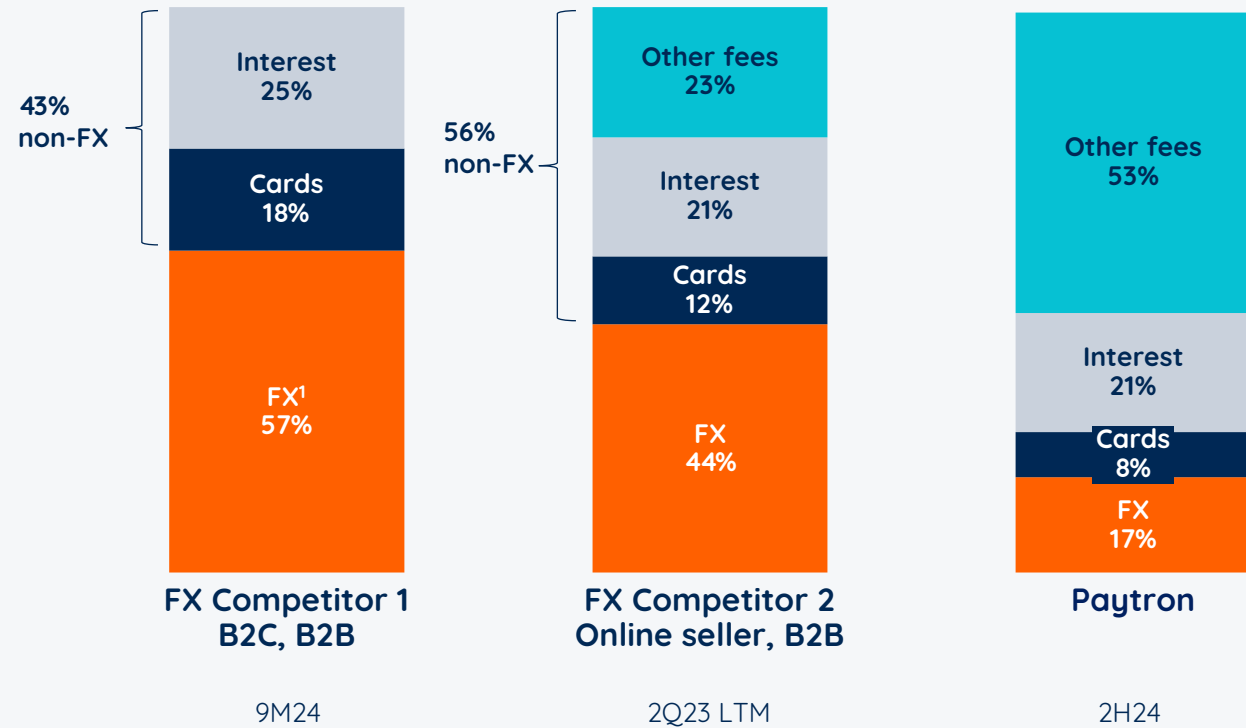 43%
non-FX
Interest
25%
Cards
18%
FX¹
57%
FX Competitor 1
B2C, B2B
9M24
56%
non-FX
Other fees
23%
Interest
21%
Cards
12%
FX
44%
FX Competitor 2
Online seller, B2B
2Q23 LTM
Other fees
53%
Interest
21%
Cards
8%
FX
17%
Paytron
2H24